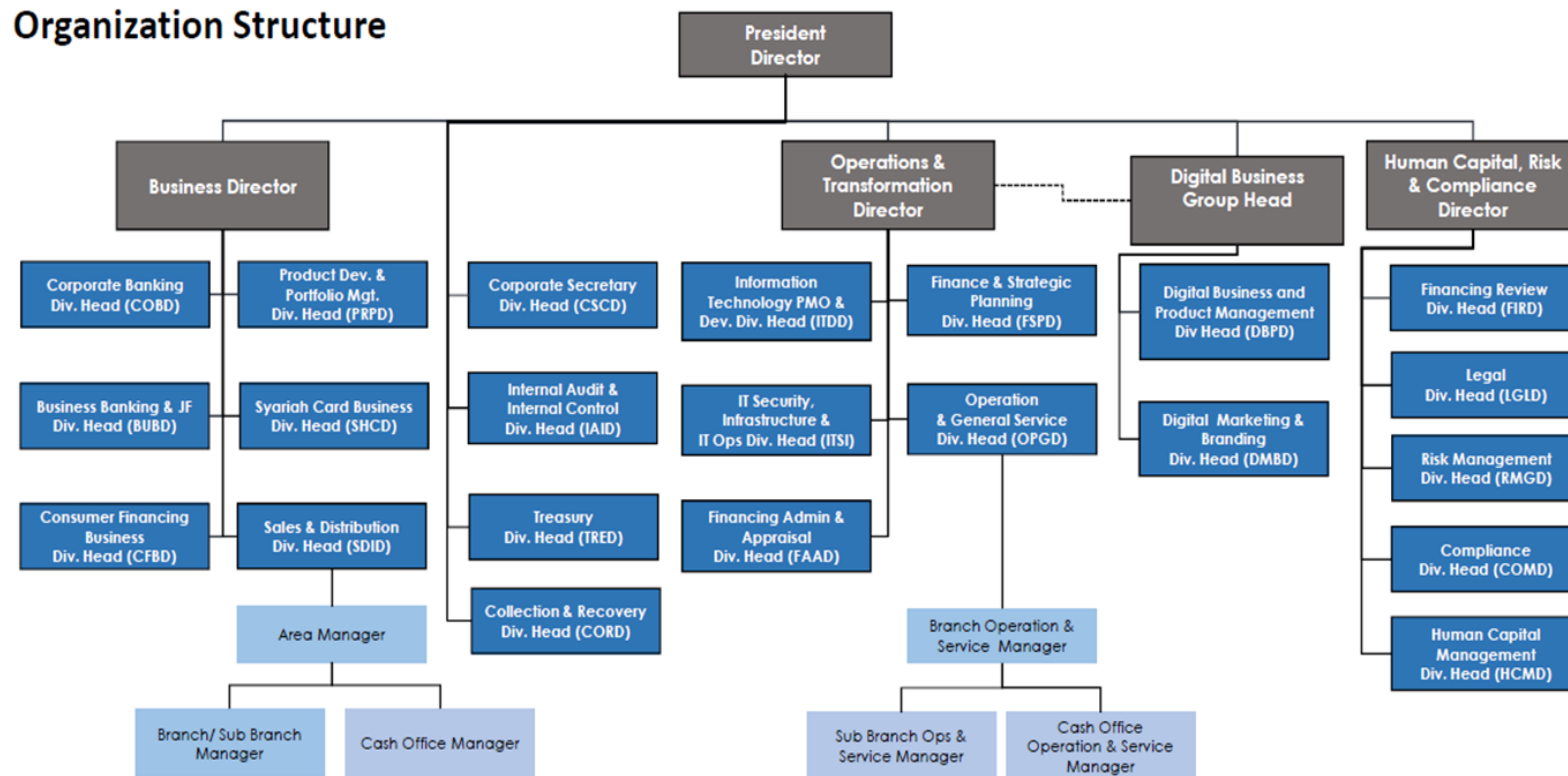 Organization Structure
President
Director
Business Director
Operations &
Transformation
Director
Digital Business
Group Head
Human Capital, Risk
& Compliance
Director
Corporate Banking
Div. Head (COBD)
Product Dev. &
Portfolio Mgt.
Div. Head (PRPD)
Corporate Secretary
Div. Head (CSCD)
Information
Technology PMO &
Dev. Div. Head (ITDD)
Finance & Strategic
Planning
Div. Head (FSPD)
Digital Business and
Product Management
Div Head (DBPD)
Financing Review
Div. Head (FIRD)
Business Banking & JF
Div. Head (BUBD)
Syariah Card Business
Div. Head (SHCD)
Internal Audit &
Internal Control
Div. Head (IAID)
IT Security,
Infrastructure &
IT Ops Div. Head (ITSI)
Operation
& General Service
Div. Head (OPGD)
Digital Marketing &
Branding
Div. Head (DMBD)
Legal
Div. Head (LGLD)
Risk Management
Div. Head (RMGD)
Consumer Financing
Business
Div. Head (CFBD)
Sales & Distribution
Div. Head (SDID)
Treasury
Div. Head (TRED)
Financing Admin &
Appraisal
Div. Head (FAAD)
Compliance
Div. Head (COMD)
Area Manager
Collection & Recovery
Div. Head (CORD)
Branch Operation &
Service Manager
Human Capital
Management
Div. Head (HCMD)
Branch/ Sub Branch
Manager
Cash Office Manager
Sub Branch Ops &
Service Manager
Cash Office
Operation & Service
Manager